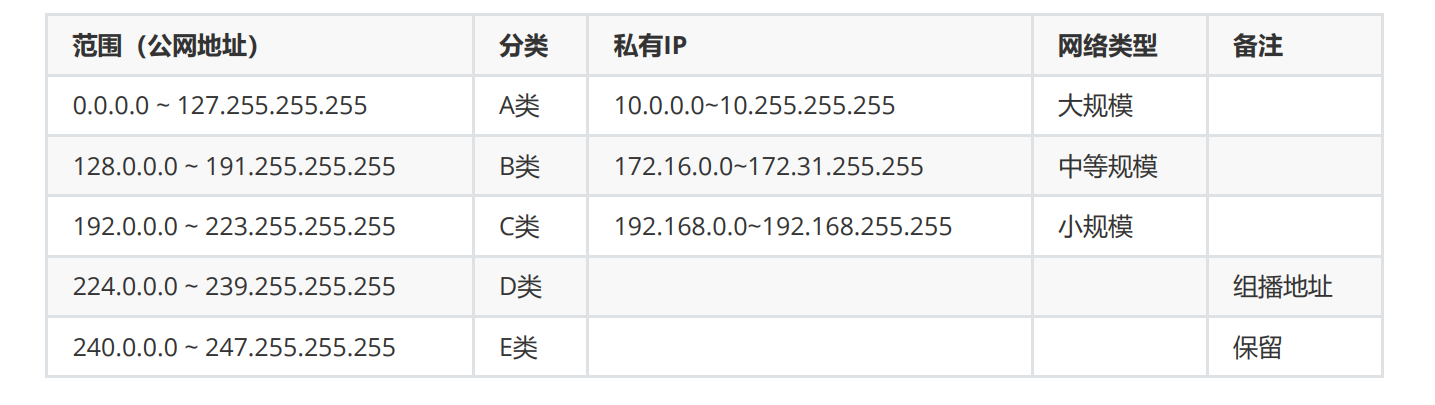 范围（公网地址） 分类 私有IP 网络类型 备注
0.0.0.0 ~ 127.255.255.255 A类 10.0.0.0~10.255.255.255 大规模
128.0.0.0 ~ 191.255.255.255 B类 172.16.0.0~172.31.255.255 中等规模
192.0.0.0 ~ 223.255.255.255 C类 192.168.0.0~192.168.255.255 小规模
224.0.0.0 ~ 239.255.255.255 D类 组播地址
240.0.0.0 ~ 247.255.255.255 E类 保留